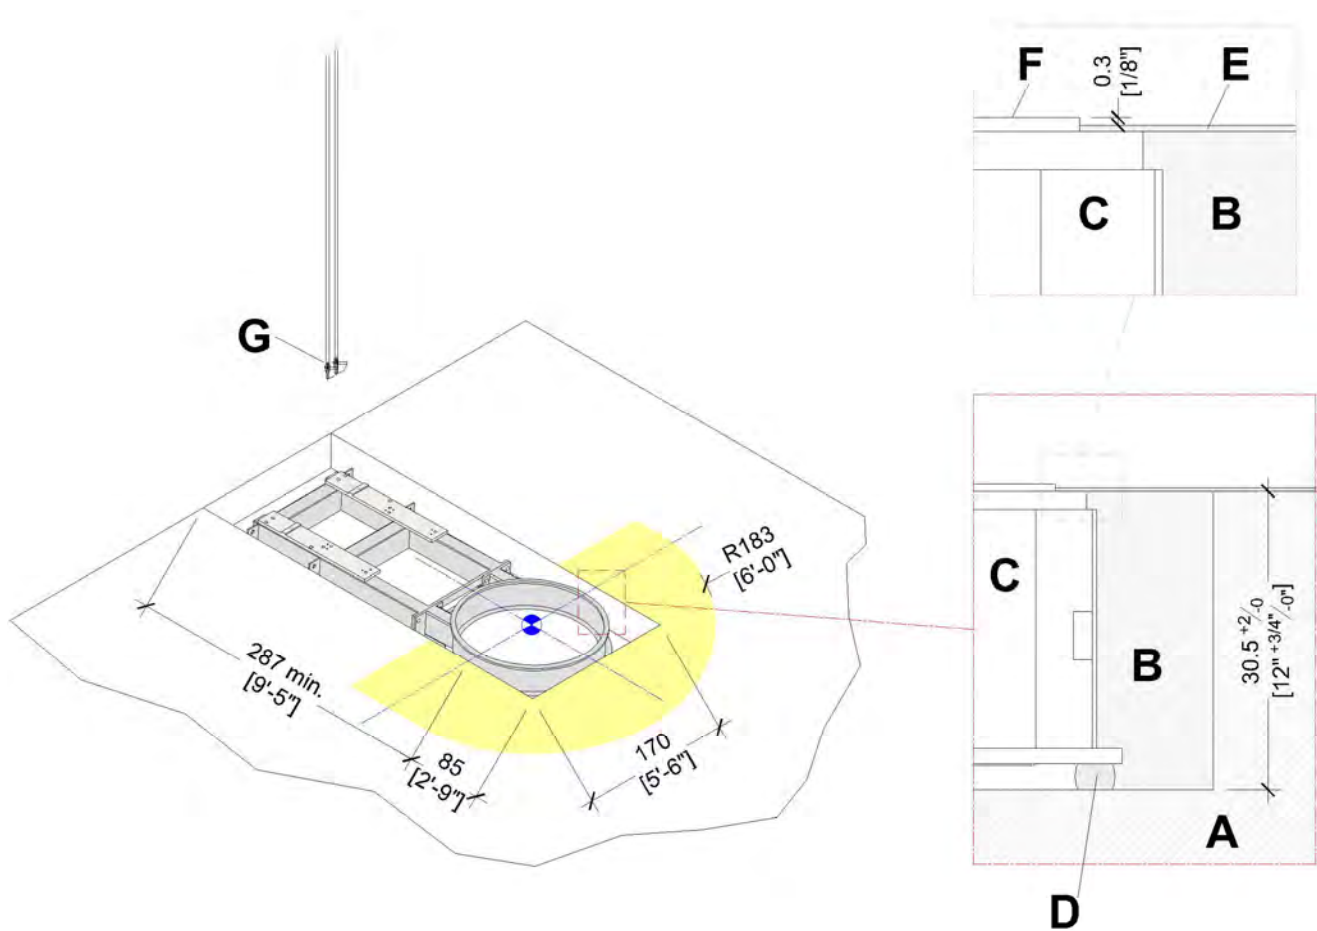 F
0.3
[1/8"]
E
C
B
G
R183
[6'-0"]
287 min.
[9'-5"]
85
[2'-9"]
170
[5'-6"]
C
B
30.5 +2/-0
[12" +3/4"/-0"]
A
D